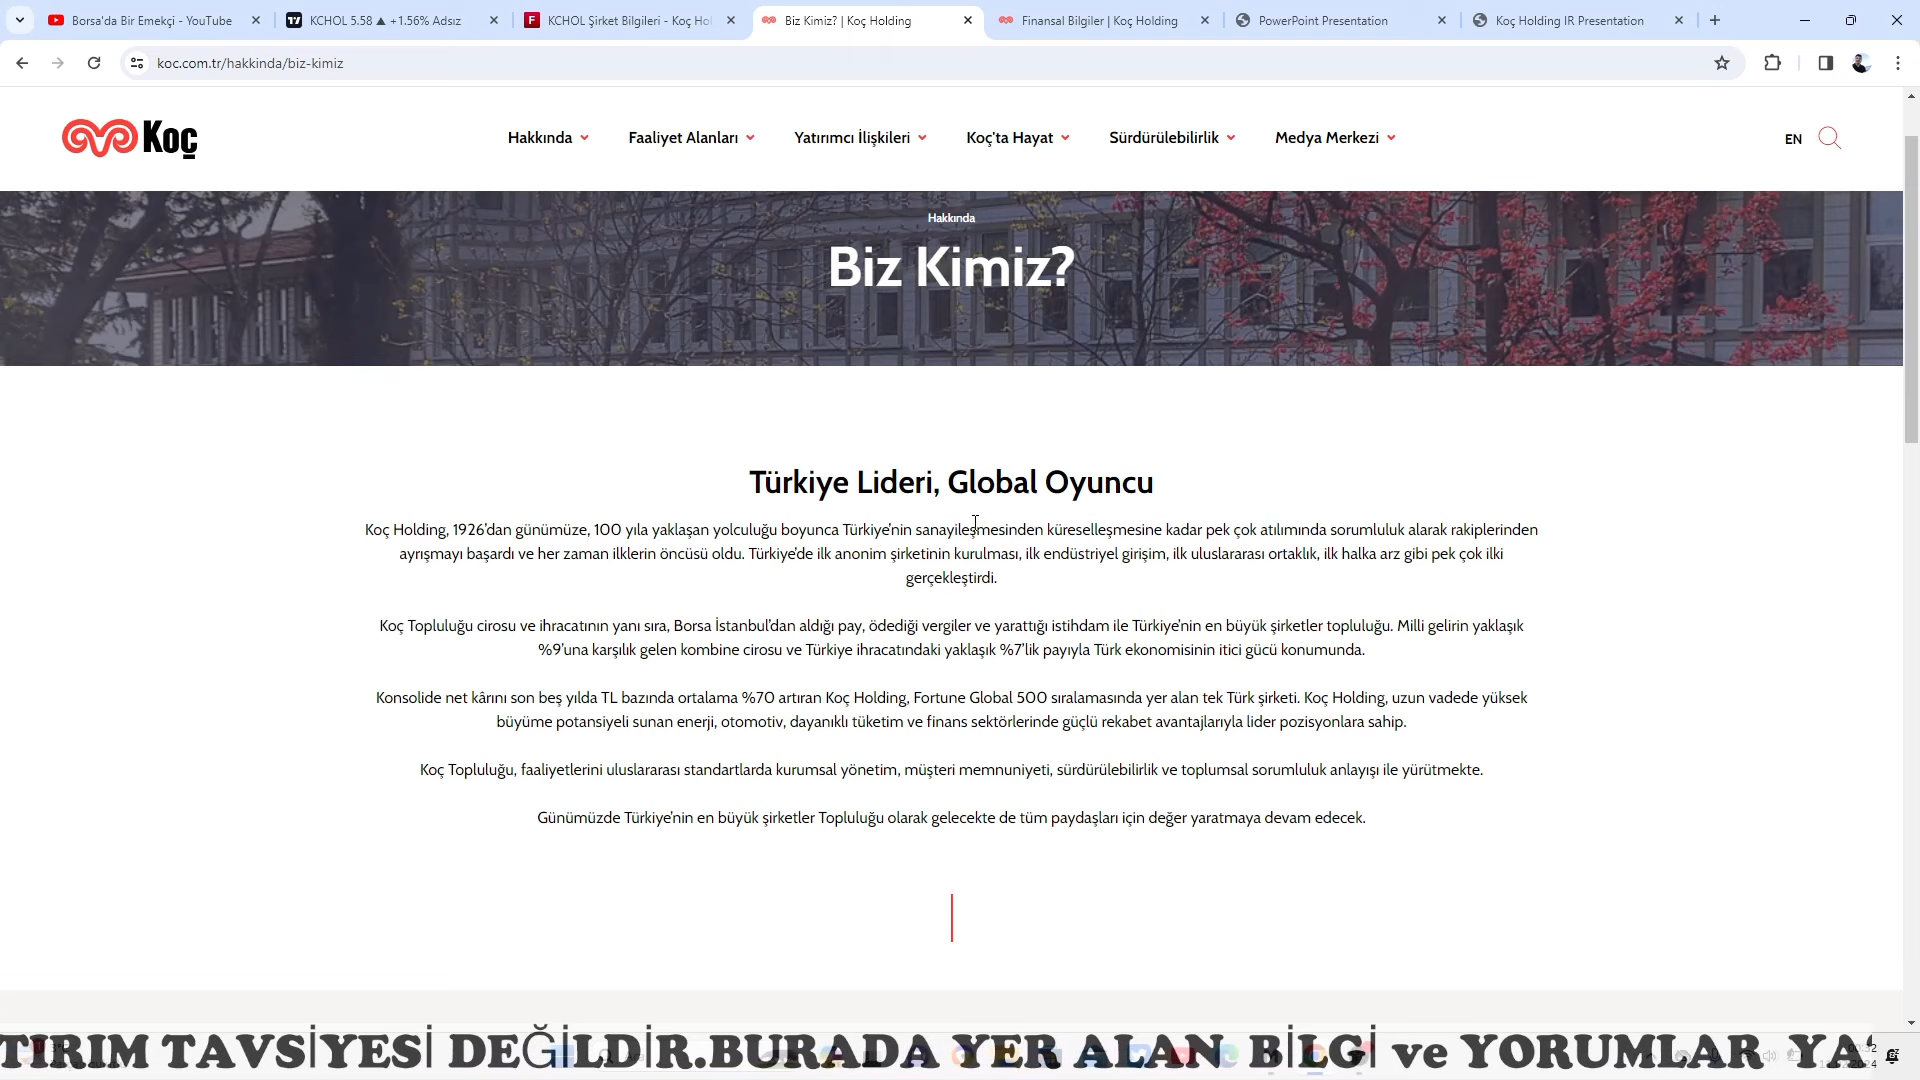 Borsa'da Bir Emekçi - YouTube
KCHOL 5.58 ▲ +1.56% Adsız
KCHOL Şirket Bilgileri - Koç Hol
Biz Kimiz? | Koç Holding
Finansal Bilgiler | Koç Holding
PowerPoint Presentation
Koç Holding IR Presentation
koc.com.tr/hakkinda/biz-kimiz
Koç
Hakkında
Faaliyet Alanları
Yatırımcı İlişkileri
Koç'ta Hayat
Sürdürülebilirlik
Medya Merkezi
EN
Hakkında
Biz Kimiz?
Türkiye Lideri, Global Oyuncu
Koç Holding, 1926'dan günümüze, 100 yıla yaklaşan yolculuğu boyunca Türkiye'nin sanayileşmesinden küreselleşmesine kadar pek çok atılımında sorumluluk alarak rakiplerinden
ayrışmayı başardı ve her zaman ilklerin öncüsü oldu. Türkiye'de ilk anonim şirketinin kurulması, ilk endüstriyel girişim, ilk uluslararası ortaklık, ilk halka arz gibi pek çok ilki
gerçekleştirdi.
Koç Topluluğu cirosu ve ihracatının yanı sıra, Borsa İstanbul'dan aldığı pay, ödediği vergiler ve yarattığı istihdam ile Türkiye'nin en büyük şirketler topluluğu. Milli gelirin yaklaşık
%9'una karşılık gelen kombine cirosu ve Türkiye ihracatındaki yaklaşık %7'lik payıyla Türk ekonomisinin itici gücü konumunda.
Konsolide net kârını son beş yılda TL bazında ortalama %70 artıran Koç Holding, Fortune Global 500 sıralamasında yer alan tek Türk şirketi. Koç Holding, uzun vadede yüksek
büyüme potansiyeli sunan enerji, otomotiv, dayanıklı tüketim ve finans sektörlerinde güçlü rekabet avantajlarıyla lider pozisyonlara sahip.
Koç Topluluğu, faaliyetlerini uluslararası standartlarda kurumsal yönetim, müşteri memnuniyeti, sürdürülebilirlik ve toplumsal sorumluluk anlayışı ile yürütmekte.
Günümüzde Türkiye'nin en büyük şirketler Topluluğu olarak gelecekte de tüm paydaşları için değer yaratmaya devam edecek.
TIRIM TAVSİYESİ DEĞİLDİR.BURADA YER ALAN BİLGİ ve YORUMLAR YA